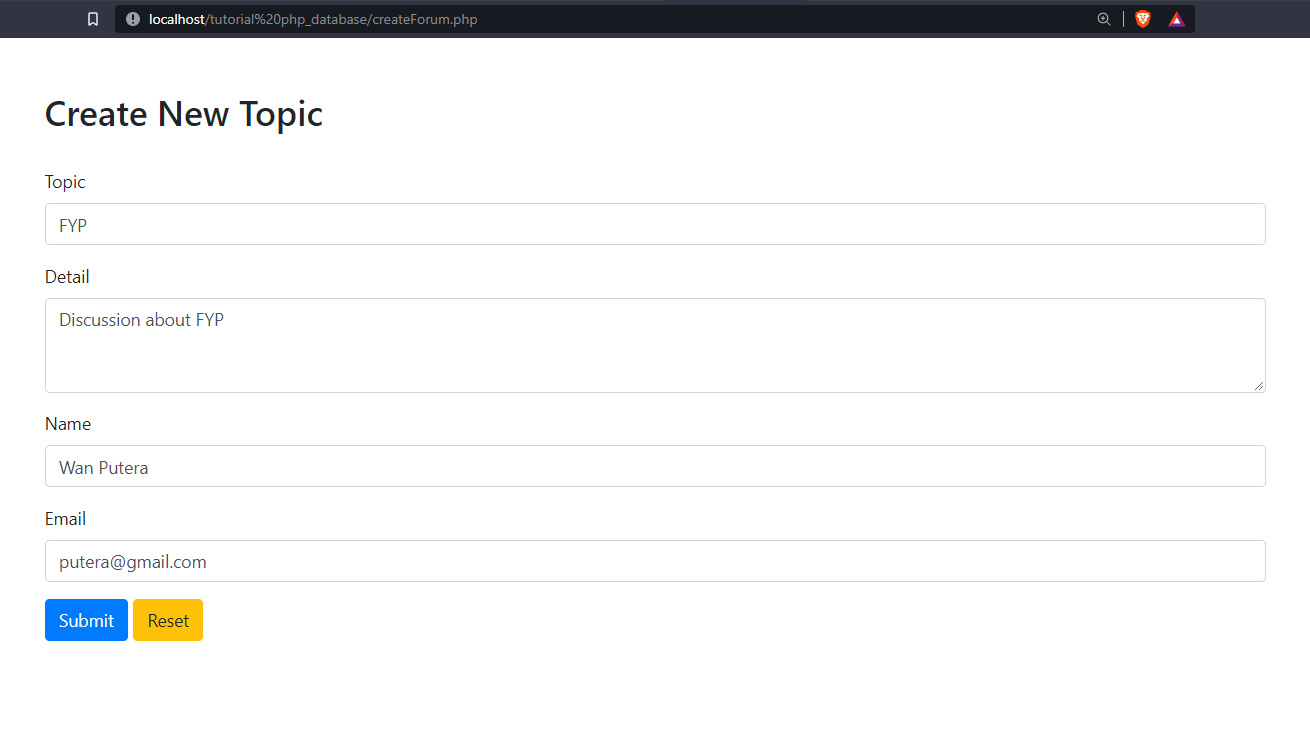 localhost/tutorial%20php_database/createForum.php
Create New Topic
Topic
FYP
Detail
Discussion about FYP
Name
Wan Putera
Email
putera@gmail.com
Submit Reset